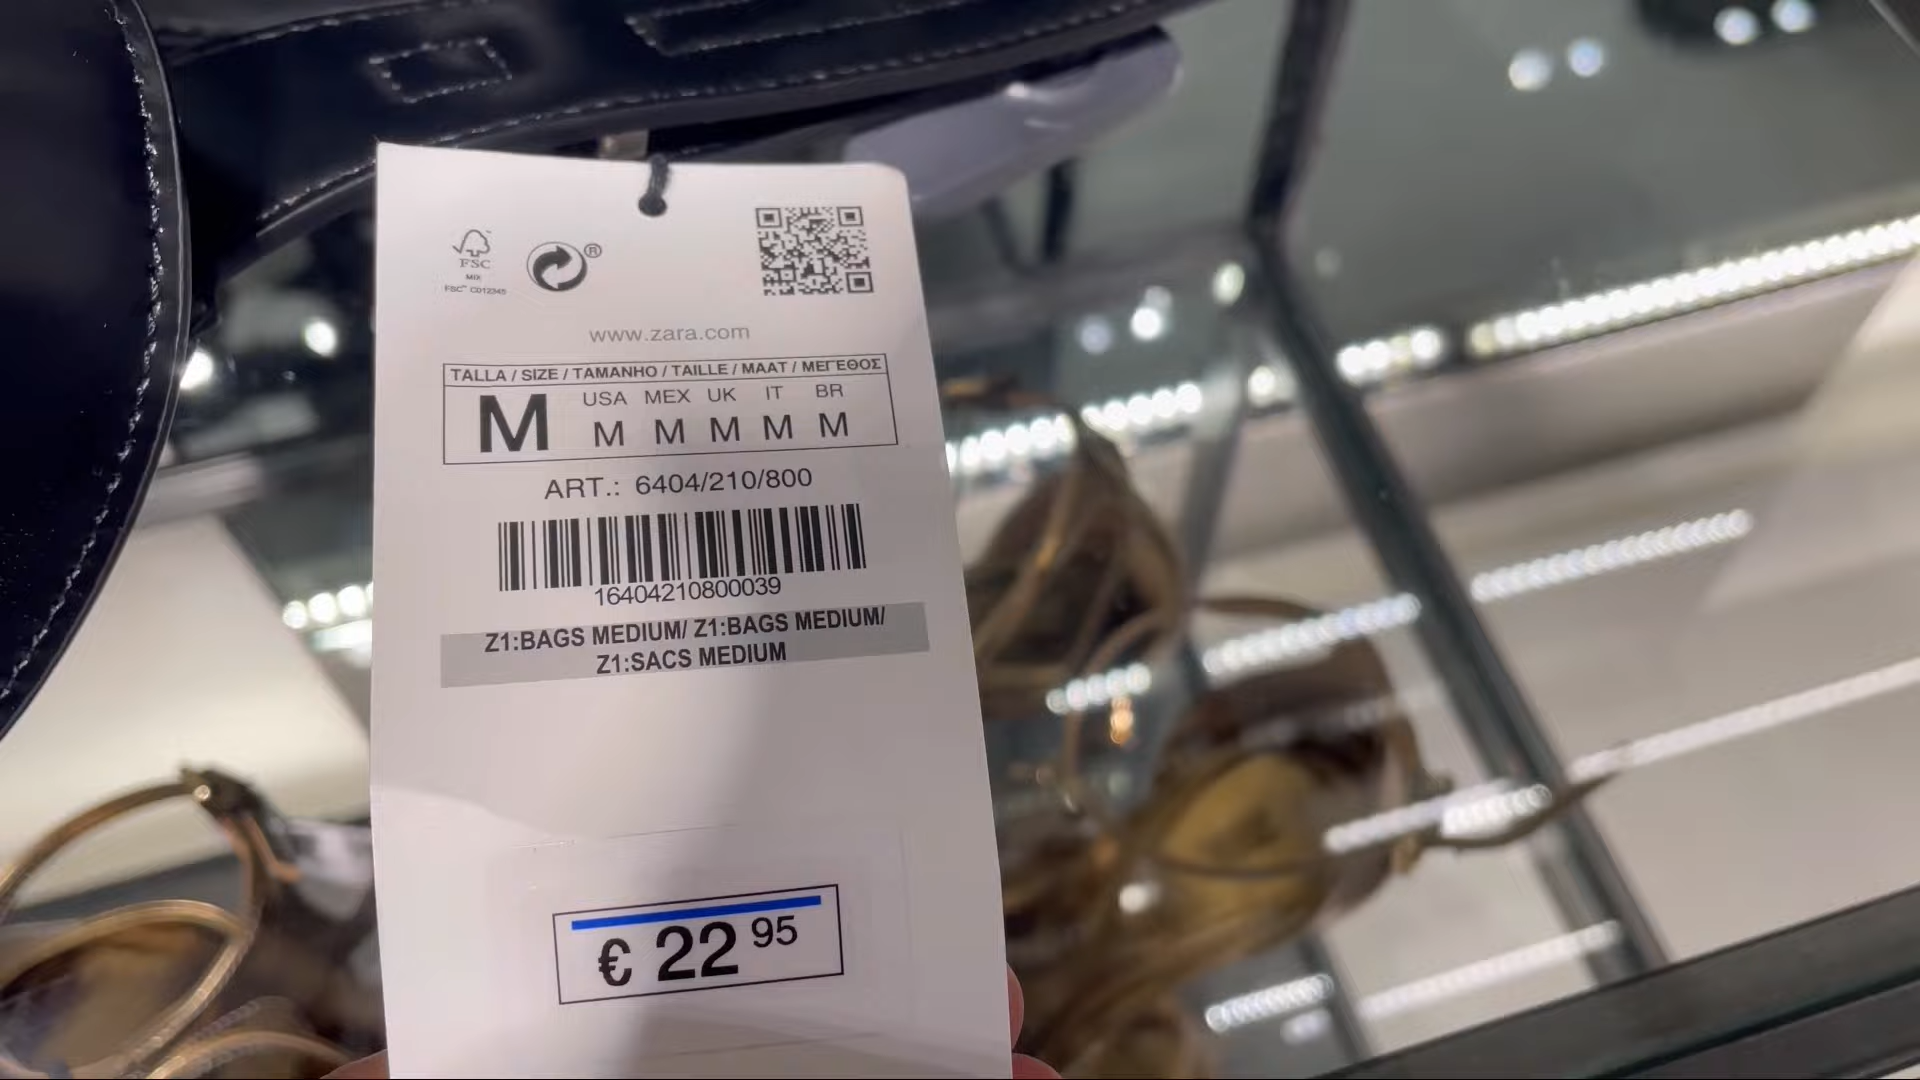 FSC
MIX
FSC™ C012345
®
www.zara.com
TALLA / SIZE / TAMANHO / TAILLE / MAAT / ΜΕΓΕΘΟΣ
M
USA MEX UK IT BR
M M M M M
ART.: 6404/210/800
16404210800039
Z1:BAGS MEDIUM/ Z1:BAGS MEDIUM/
Z1:SACS MEDIUM
€ 22 95